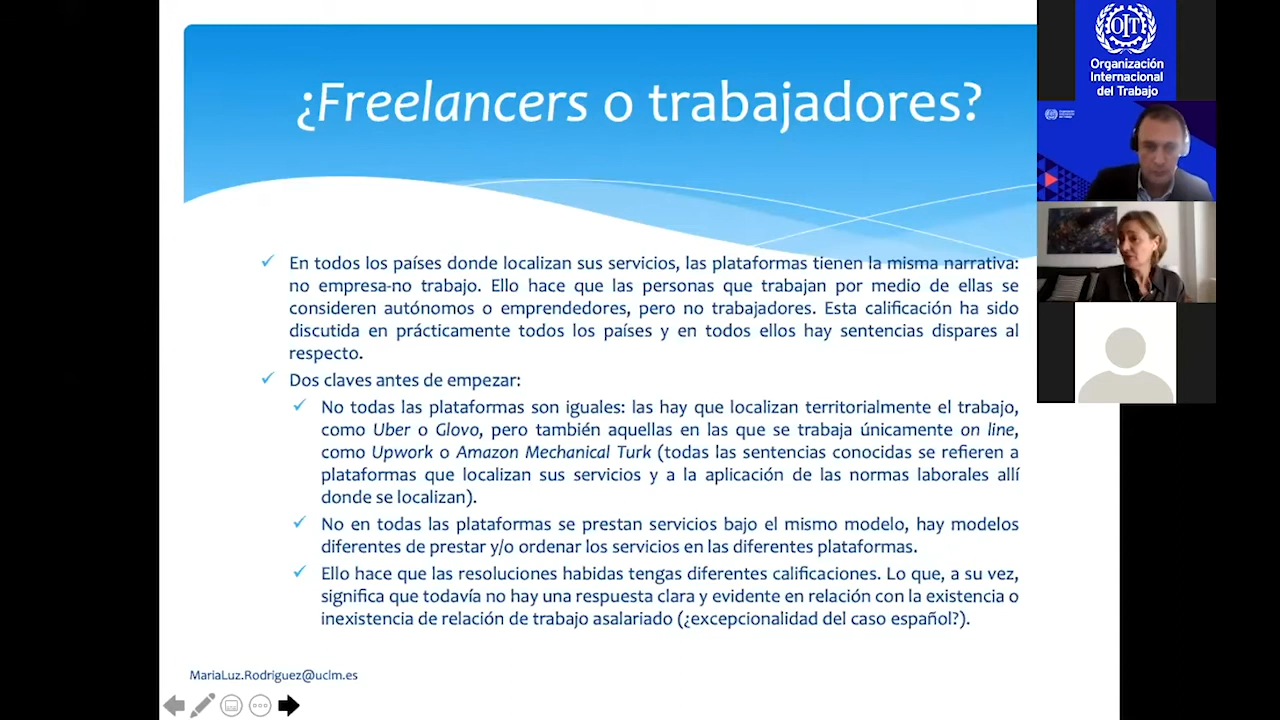 ¿Freelancers o trabajadores?
En todos los países donde localizan sus servicios, las plataformas tienen la misma narrativa:
no empresa-no trabajo. Ello hace que las personas que trabajan por medio de ellas se
consideren autónomos o emprendedores, pero no trabajadores. Esta calificación ha sido
discutida en prácticamente todos los países y en todos ellos hay sentencias dispares al
respecto.
Dos claves antes de empezar:
No todas las plataformas son iguales: las hay que localizan territorialmente el trabajo,
como Uber o Glovo, pero también aquellas en las que se trabaja únicamente on line,
como Upwork o Amazon Mechanical Turk (todas las sentencias conocidas se refieren a
plataformas que localizan sus servicios y a la aplicación de las normas laborales allí
donde se localizan).
No en todas las plataformas se prestan servicios bajo el mismo modelo, hay modelos
diferentes de prestar y/o ordenar los servicios en las diferentes plataformas.
Ello hace que las resoluciones habidas tengas diferentes calificaciones. Lo que, a su vez,
significa que todavía no hay una respuesta clara y evidente en relación con la existencia o
inexistencia de relación de trabajo asalariado (¿excepcionalidad del caso español?).
MariaLuz.Rodriguez@uclm.es
OIT
Organización
Internacional
del Trabajo